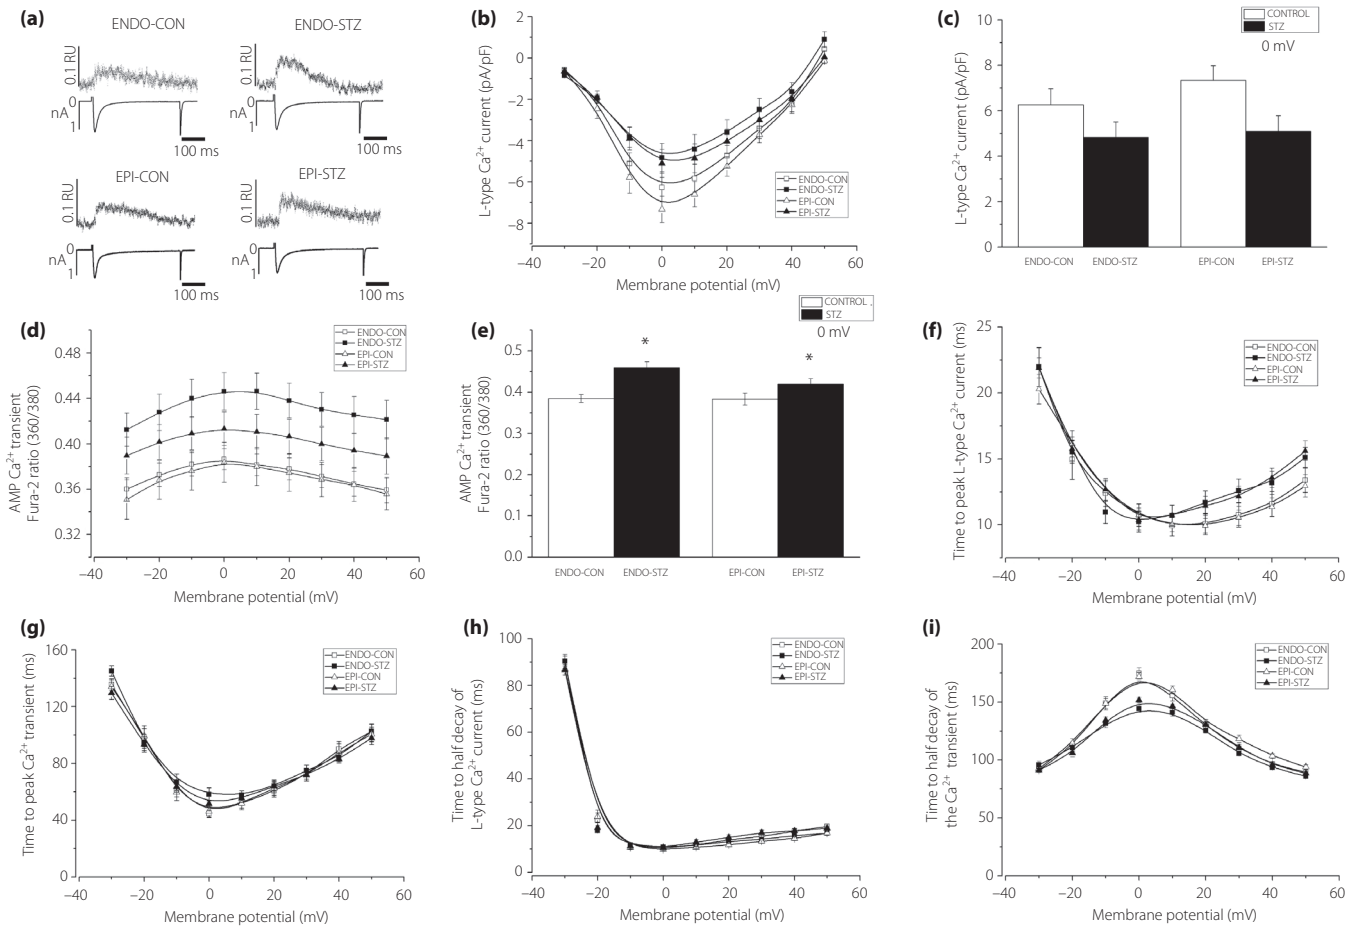 (a)
ENDO-CON
ENDO-STZ
0.1 RU
0.1 RU
0
nA
1
100 ms
0
nA
1
100 ms
EPI-CON
EPI-STZ
0.1 RU
0.1 RU
0
nA
1
100 ms
0
nA
1
100 ms
(b)
L-type Ca2+ current (pA/pF)
2
0
−2
−4
−6
−8
ENDO-CON
ENDO-STZ
EPI-CON
EPI-STZ
−40
−20
0
20
40
60
Membrane potential (mV)
(c)
CONTROL
STZ
0 mV
L-type Ca2+ current (pA/pF)
10
8
6
4
2
0
ENDO-CON
ENDO-STZ
EPI-CON
EPI-STZ
(d)
AMP Ca2+ transient
Fura-2 ratio (360/380)
0.48
0.44
0.40
0.36
0.32
ENDO-CON
ENDO-STZ
EPI-CON
EPI-STZ
−40
−20
0
20
40
60
Membrane potential (mV)
(e)
CONTROL
STZ
0 mV
AMP Ca2+ transient
Fura-2 ratio (360/380)
0.5
0.4
0.3
0.2
0.1
0.0
*
*
ENDO-CON
ENDO-STZ
EPI-CON
EPI-STZ
(f)
Time to peak L-type Ca2+ current (ms)
25
20
15
10
ENDO-CON
ENDO-STZ
EPI-CON
EPI-STZ
−40
−20
0
20
40
60
Membrane potential (mV)
(g)
Time to peak Ca2+ transient (ms)
160
120
80
40
0
ENDO-CON
ENDO-STZ
EPI-CON
EPI-STZ
−40
−20
0
20
40
60
Membrane potential (mV)
(h)
Time to half decay of
L-type Ca2+ current (ms)
100
80
60
40
20
0
ENDO-CON
ENDO-STZ
EPI-CON
EPI-STZ
−40
−20
0
20
40
60
Membrane potential (mV)
(i)
Time to half decay of
the Ca2+ transient (ms)
200
150
100
50
0
ENDO-CON
ENDO-STZ
EPI-CON
EPI-STZ
−40
−20
0
20
40
60
Membrane potential (mV)